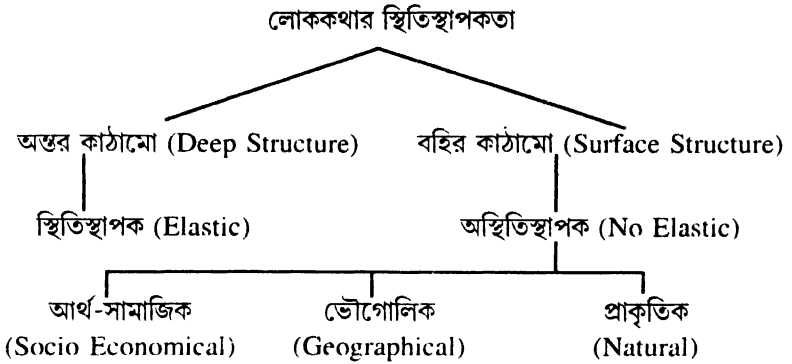 লোককথার স্থিতিস্থাপকতা
অন্তর কাঠামো (Deep Structure) বহির কাঠামো (Surface Structure)
স্থিতিস্থাপক (Elastic) অস্থিতিস্থাপক (No Elastic)
আর্থ-সামাজিক ভৌগোলিক প্রাকৃতিক
(Socio Economical) (Geographical) (Natural)